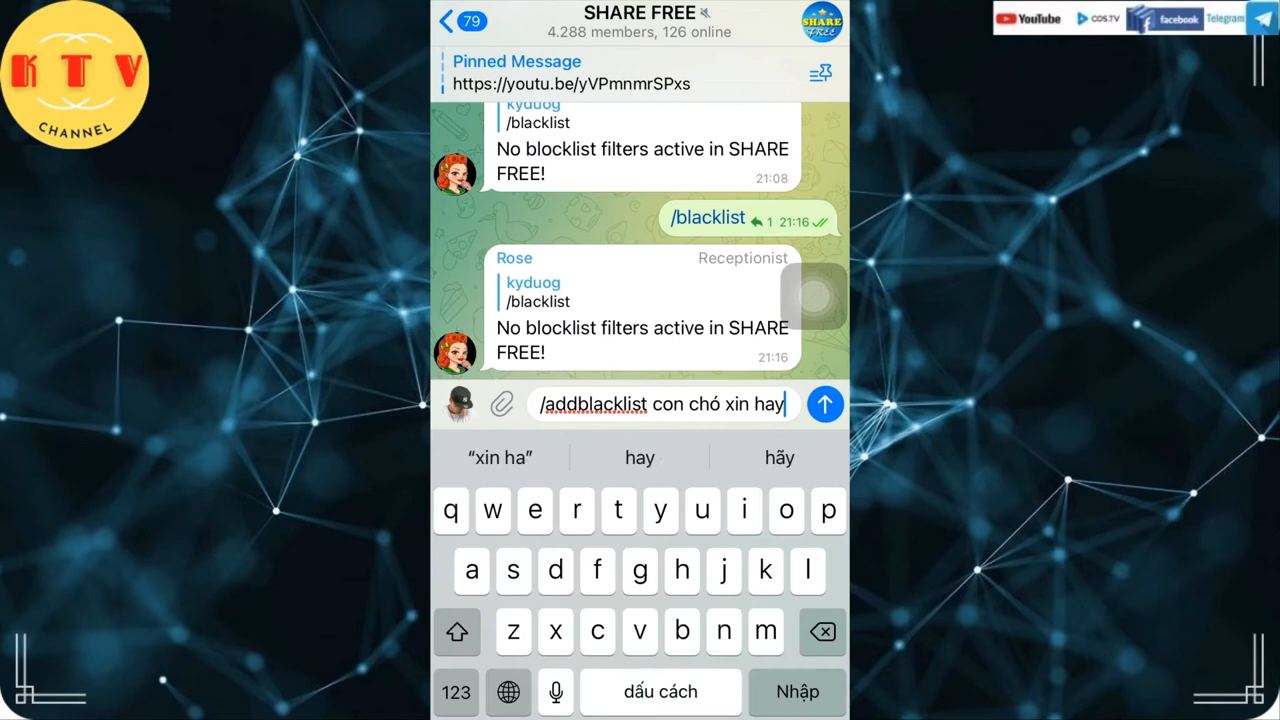 KTV
CHANNEL
YouTube
COS.TV
facebook
Telegram
79
SHARE FREE
4.288 members, 126 online
SHARE
FREE
Pinned Message
https://youtu.be/yVPmnmrSPxs
kyduog
/blacklist
No blocklist filters active in SHARE
FREE!
21:08
/blacklist 1 21:16
Rose Receptionist
kyduog
/blacklist
No blocklist filters active in SHARE
FREE!
21:16
/addblacklist con chó xin hay
“xin ha” hay hãy
q w e r t y u i o p
a s d f g h j k l
z x c v b n m
123 dấu cách Nhập